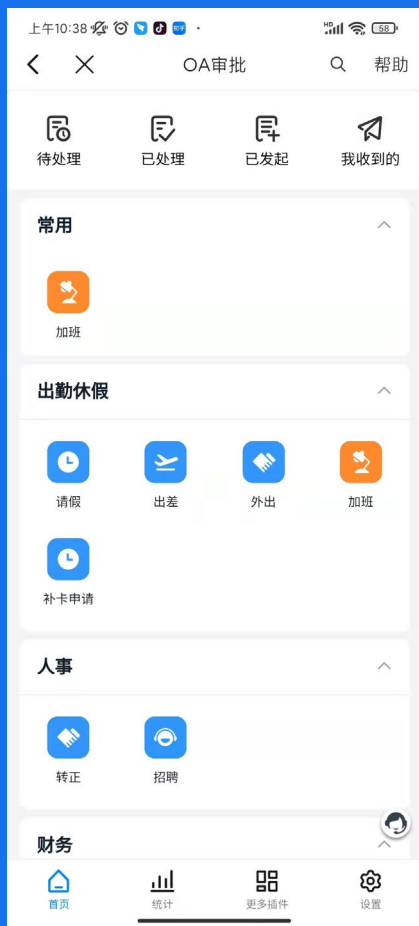 上午10:38
HD
58
OA审批
帮助
待处理 已处理 已发起 我收到的
常用
加班
出勤休假
请假 出差 外出 加班
补卡申请
人事
转正 招聘
财务
首页 统计 更多插件 设置